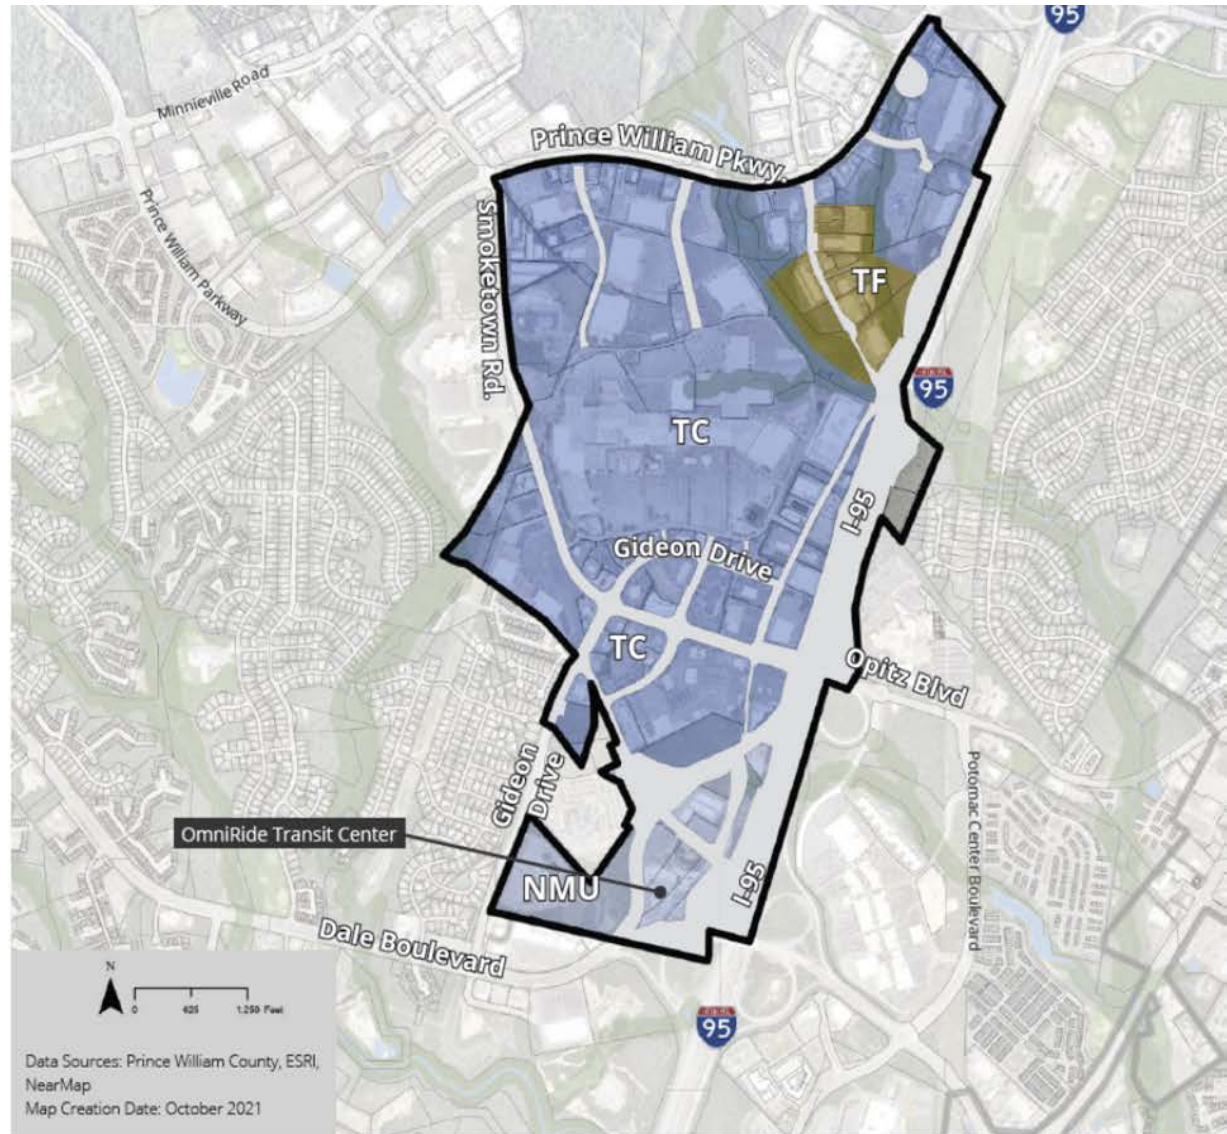 95
Minnieville Road
Prince William Pkwy.
Prince William Parkway
Smoketown Rd.
TF
95
TC
I-95
Gideon Drive
TC
Opitz Blvd
Gideon
Drive
Potomac Center Boulevard
OmniRide Transit Center
NMU
I-95
Dale Boulevard
N
0 625 1,250 Feet
95
Data Sources: Prince William County, ESRI,
NearMap
Map Creation Date: October 2021